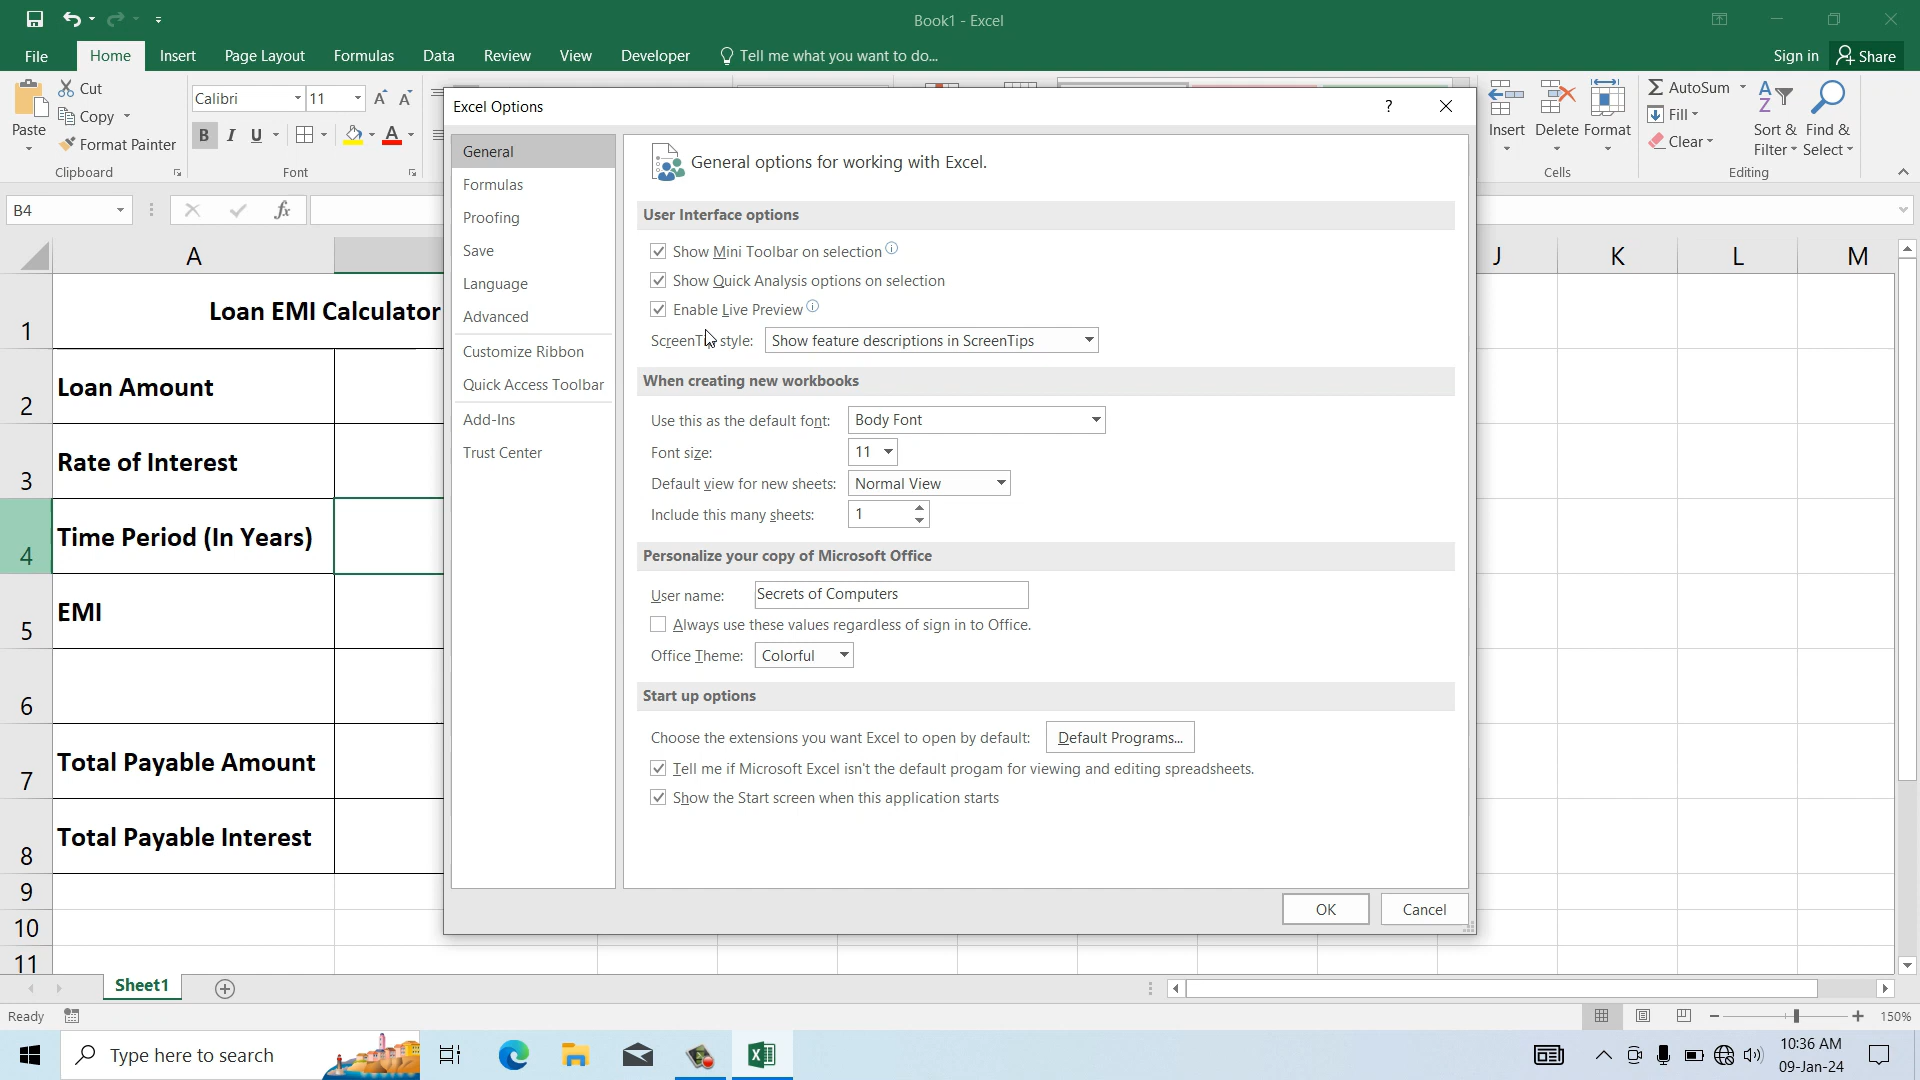 Book1 - Excel
File Home Insert Page Layout Formulas Data Review View Developer Tell me what you want to do... Sign in Share
Paste
Cut
Copy
Format Painter
Clipboard
Calibri 11
B I U
Font
Insert Delete Format
Cells
AutoSum
Fill
Clear
Sort & Filter
Find & Select
Editing
B4
fx
Excel Options
?
General
Formulas
Proofing
Save
Language
Advanced
Customize Ribbon
Quick Access Toolbar
Add-Ins
Trust Center
General options for working with Excel.
User Interface options
Show Mini Toolbar on selection
Show Quick Analysis options on selection
Enable Live Preview
style: Show feature descriptions in ScreenTips
When creating new workbooks
Use this as the default font: Body Font
Font size: 11
Default view for new sheets: Normal View
Include this many sheets: 1
Personalize your copy of Microsoft Office
User name: Secrets of Computers
Always use these values regardless of sign in to Office.
Office Theme: Colorful
Start up options
Choose the extensions you want Excel to open by default: Default Programs...
Tell me if Microsoft Excel isn't the default progam for viewing and editing spreadsheets.
Show the Start screen when this application starts
OK Cancel
A J K L M
1 Loan EMI Calculator
2 Loan Amount
3 Rate of Interest
4 Time Period (In Years)
5 EMI
6
7 Total Payable Amount
8 Total Payable Interest
9
10
11
Sheet1
Ready
150%
Type here to search
10:36 AM
09-Jan-24